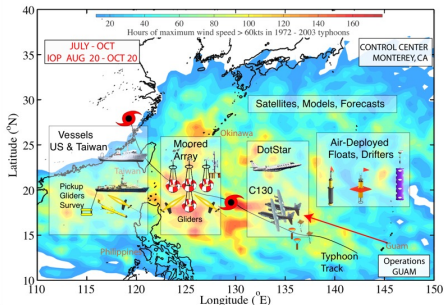 20 40 60 80 100 120 140 160
Hours of maximum wind speed > 60kts in 1972 - 2003 typhoons
JULY - OCT
IOP AUG 20 - OCT 20
CONTROL CENTER
MONTEREY, CA
Satellites, Models, Forecasts
Vessels
US & Taiwan
Moored
Array
Okinawa
DotStar
Air-Deployed
Floats, Drifters
Taiwan
Pickup
Gliders
Survey
Gliders
C130
Philippines
Guam
Typhoon
Track
Operations
GUAM
Latitude (°N)
40
35
30
25
20
15
10
110 115 120 125 130 135 140 145 150
Longitude (°E)